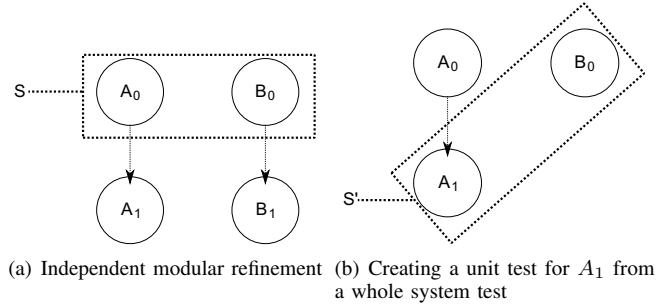 S
A₀
B₀
A₁
B₁
(a) Independent modular refinement
A₀
B₀
A₁
S'
(b) Creating a unit test for A₁ from
a whole system test